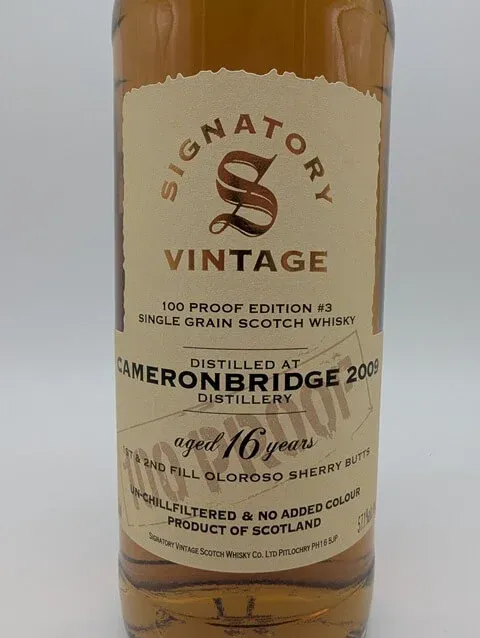 SIGNATORY
S
VINTAGE
100 PROOF EDITION #3
SINGLE GRAIN SCOTCH WHISKY
DISTILLED AT
CAMERONBRIDGE 2009
DISTILLERY
100 PROOF
aged 16 years
1ST & 2ND FILL OLOROSO SHERRY BUTTS
UN-CHILLFILTERED & NO ADDED COLOUR
PRODUCT OF SCOTLAND
57.1%
SIGNATORY VINTAGE SCOTCH WHISKY CO. LTD PITLOCHRY PH16 5JP